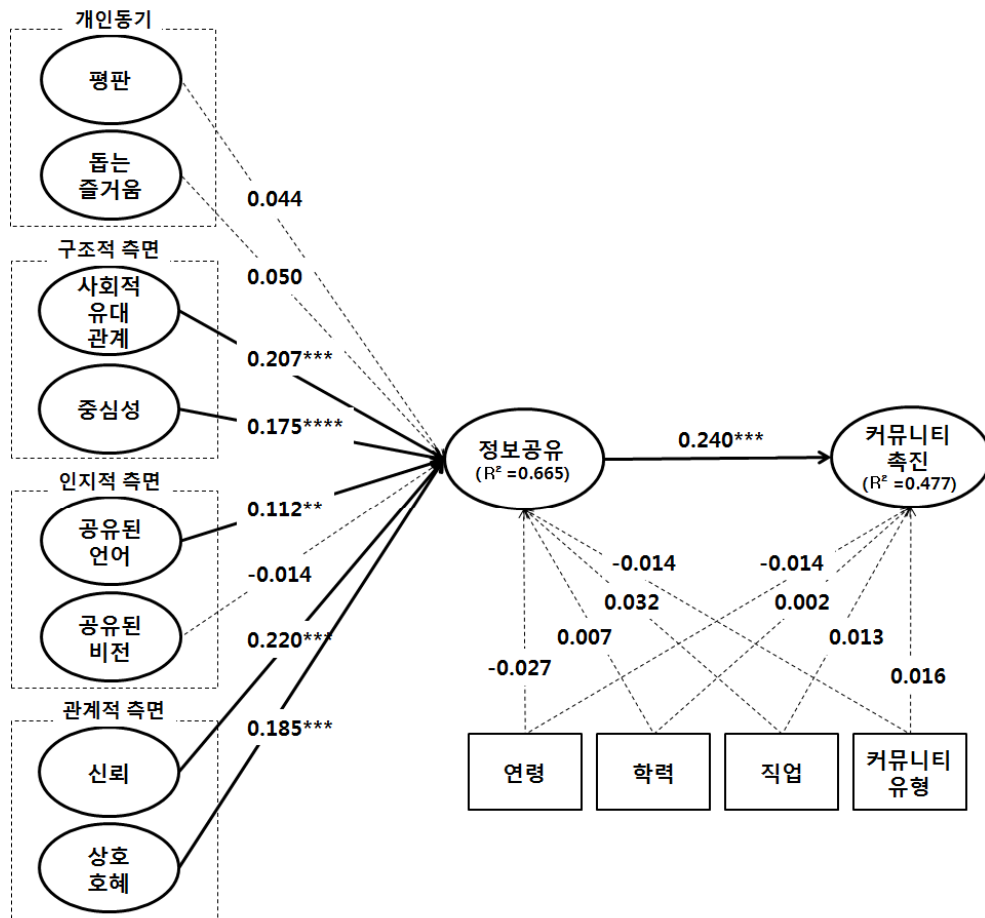 개인동기
평판
돕는
즐거움
0.044
0.050
구조적 측면
사회적
유대
관계
0.207***
중심성
0.175****
인지적 측면
공유된
언어
0.112**
공유된
비전
-0.014
관계적 측면
신뢰
0.220***
상호
호혜
0.185***
정보공유
(R² =0.665)
0.240***
커뮤니티
촉진
(R² =0.477)
-0.014
-0.014
0.032
0.002
0.007
0.013
-0.027
0.016
연령
학력
직업
커뮤니티
유형